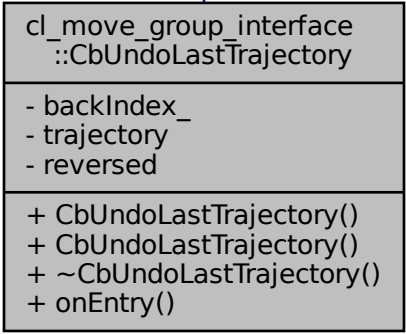 cl_move_group_interface
::CbUndoLastTrajectory
- backIndex_
- trajectory
- reversed
+ CbUndoLastTrajectory()
+ CbUndoLastTrajectory()
+ ~CbUndoLastTrajectory()
+ onEntry()